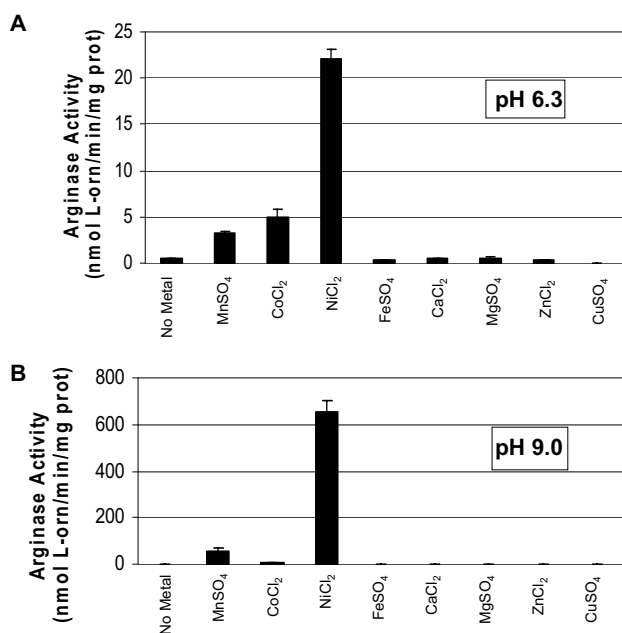 A
Arginase Activity
(nmol L-orn/min/mg prot)
25
20
15
10
5
0
pH 6.3
No Metal
MnSO4
CoCl2
NiCl2
FeSO4
CaCl2
MgSO4
ZnCl2
CuSO4
B
Arginase Activity
(nmol L-orn/min/mg prot)
800
600
400
200
0
pH 9.0
No Metal
MnSO4
CoCl2
NiCl2
FeSO4
CaCl2
MgSO4
ZnCl2
CuSO4